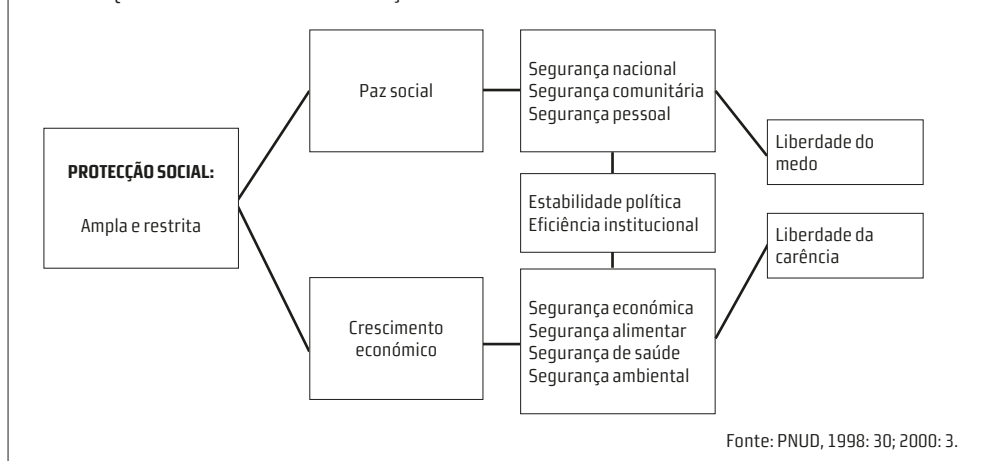 Paz social
Segurança nacional
Segurança comunitária
Segurança pessoal
Liberdade do
medo
PROTECÇÃO SOCIAL:
Ampla e restrita
Estabilidade política
Eficiência institucional
Liberdade da
carência
Crescimento
económico
Segurança económica
Segurança alimentar
Segurança de saúde
Segurança ambiental
Fonte: PNUD, 1998: 30; 2000: 3.